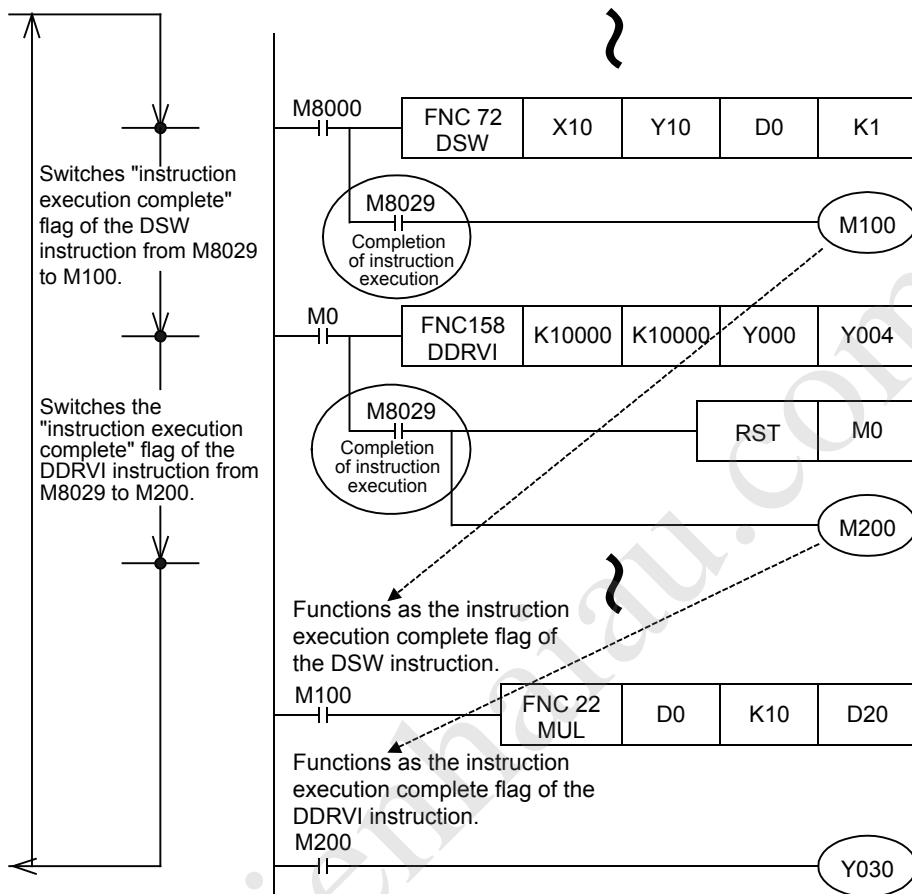 M8000
FNC 72
DSW
X10
Y10
D0
K1
Switches "instruction
execution complete"
flag of the DSW
instruction from M8029
to M100.
M8029
Completion
of instruction
execution
M100
M0
FNC158
DDRVI
K10000
K10000
Y000
Y004
Switches the
"instruction execution
complete" flag of the
DDRVI instruction from
M8029 to M200.
M8029
Completion
of instruction
execution
RST
M0
M200
Functions as the instruction
execution complete flag of
the DSW instruction.
M100
FNC 22
MUL
D0
K10
D20
Functions as the instruction
execution complete flag of the
DDRVI instruction.
M200
Y030